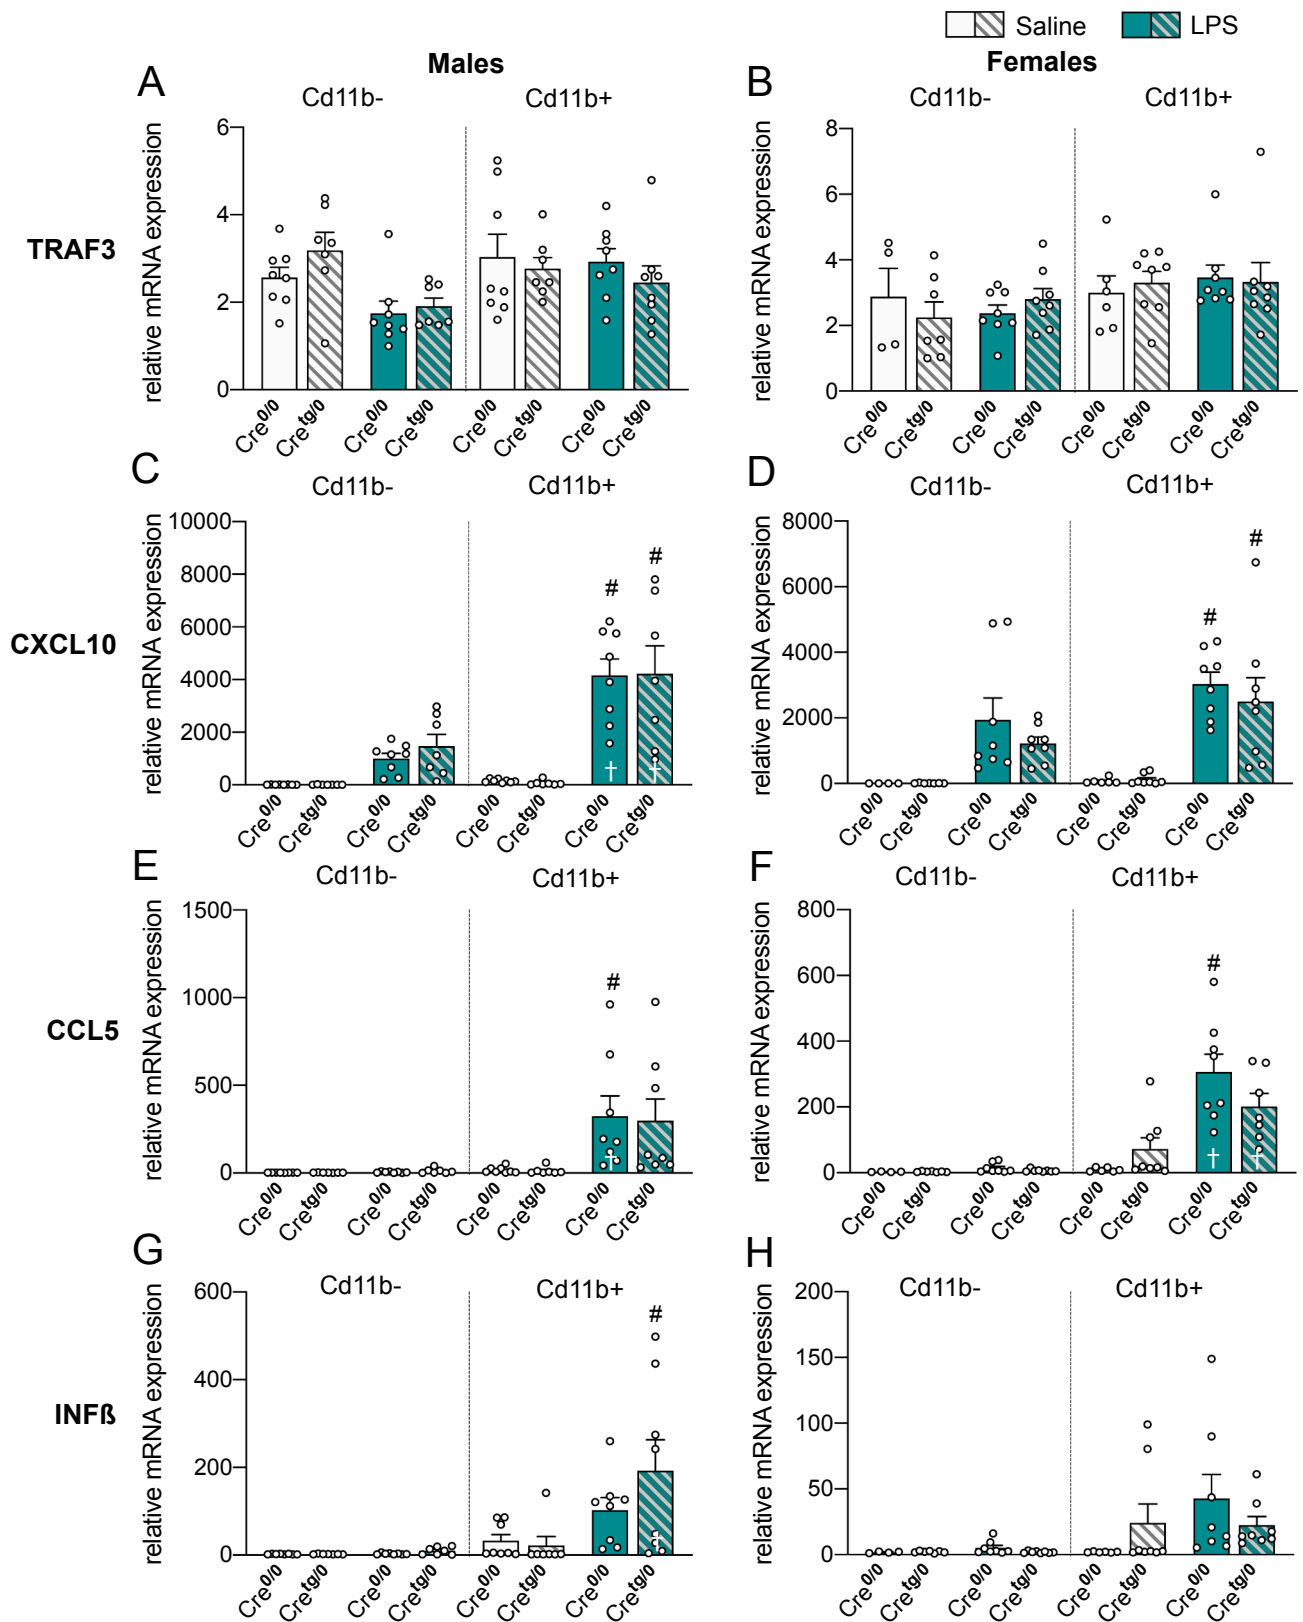 Saline LPS
Males Females
A B
Cd11b- Cd11b+ Cd11b- Cd11b+
TRAF3
relative mRNA expression
6
4
2
0
Cre0/0 Cretg/0 Cre0/0 Cretg/0 Cre0/0 Cretg/0 Cre0/0 Cretg/0
relative mRNA expression
8
6
4
2
0
Cre0/0 Cretg/0 Cre0/0 Cretg/0 Cre0/0 Cretg/0 Cre0/0 Cretg/0
C D
Cd11b- Cd11b+ Cd11b- Cd11b+
CXCL10
relative mRNA expression
10000
8000
6000
4000
2000
0
# #
† †
Cre0/0 Cretg/0 Cre0/0 Cretg/0 Cre0/0 Cretg/0 Cre0/0 Cretg/0
relative mRNA expression
8000
6000
4000
2000
0
# #
Cre0/0 Cretg/0 Cre0/0 Cretg/0 Cre0/0 Cretg/0 Cre0/0 Cretg/0
E F
Cd11b- Cd11b+ Cd11b- Cd11b+
CCL5
relative mRNA expression
1500
1000
500
0
#
†
Cre0/0 Cretg/0 Cre0/0 Cretg/0 Cre0/0 Cretg/0 Cre0/0 Cretg/0
relative mRNA expression
800
600
400
200
0
#
† †
Cre0/0 Cretg/0 Cre0/0 Cretg/0 Cre0/0 Cretg/0 Cre0/0 Cretg/0
G H
Cd11b- Cd11b+ Cd11b- Cd11b+
INFß
relative mRNA expression
600
400
200
0
#
†
Cre0/0 Cretg/0 Cre0/0 Cretg/0 Cre0/0 Cretg/0 Cre0/0 Cretg/0
relative mRNA expression
200
150
100
50
0
Cre0/0 Cretg/0 Cre0/0 Cretg/0 Cre0/0 Cretg/0 Cre0/0 Cretg/0